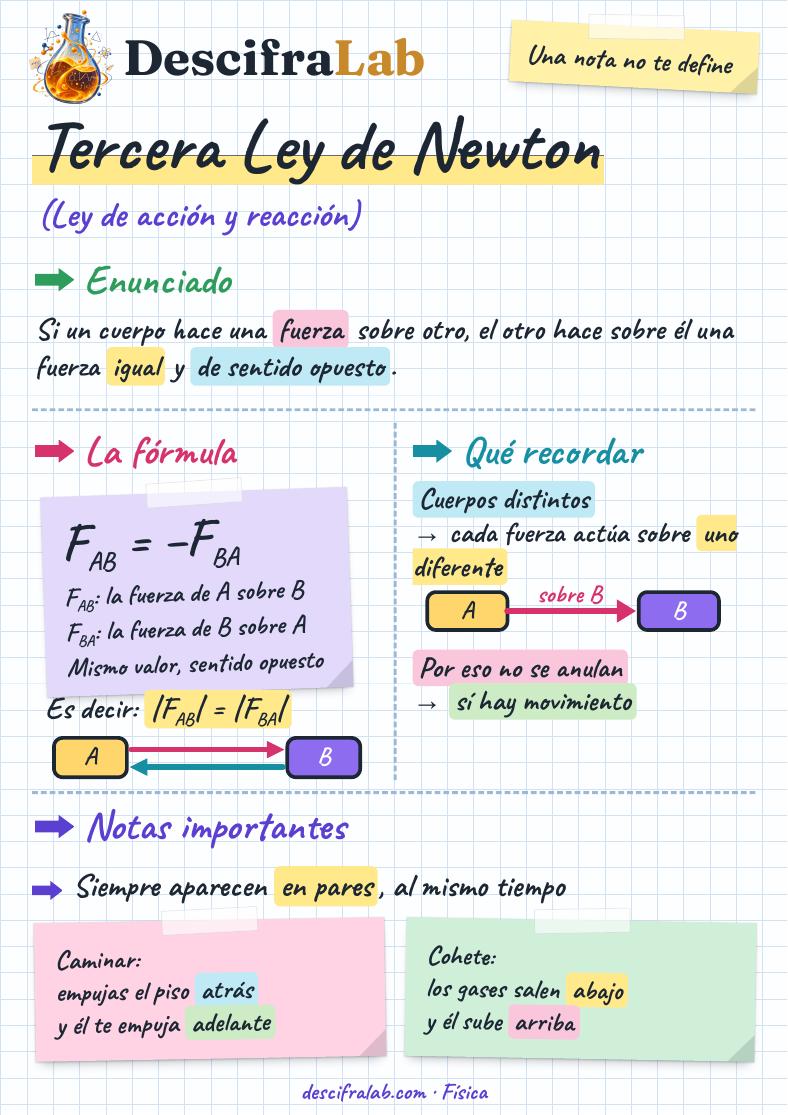 DescifraLab
Una nota no te define
Tercera Ley de Newton
(Ley de acción y reacción)
Enunciado
Si un cuerpo hace una fuerza sobre otro, el otro hace sobre él una
fuerza igual y de sentido opuesto.
La fórmula
F_AB = −F_BA
F_AB: la fuerza de A sobre B
F_BA: la fuerza de B sobre A
Mismo valor, sentido opuesto
Es decir: |F_AB| = |F_BA|
A B
Qué recordar
Cuerpos distintos
→ cada fuerza actúa sobre uno
diferente
A sobre B B
Por eso no se anulan
→ sí hay movimiento
Notas importantes
Siempre aparecen en pares, al mismo tiempo
Caminar:
empujas el piso atrás
y él te empuja adelante
Cohete:
los gases salen abajo
y él sube arriba
descifralab.com · Física